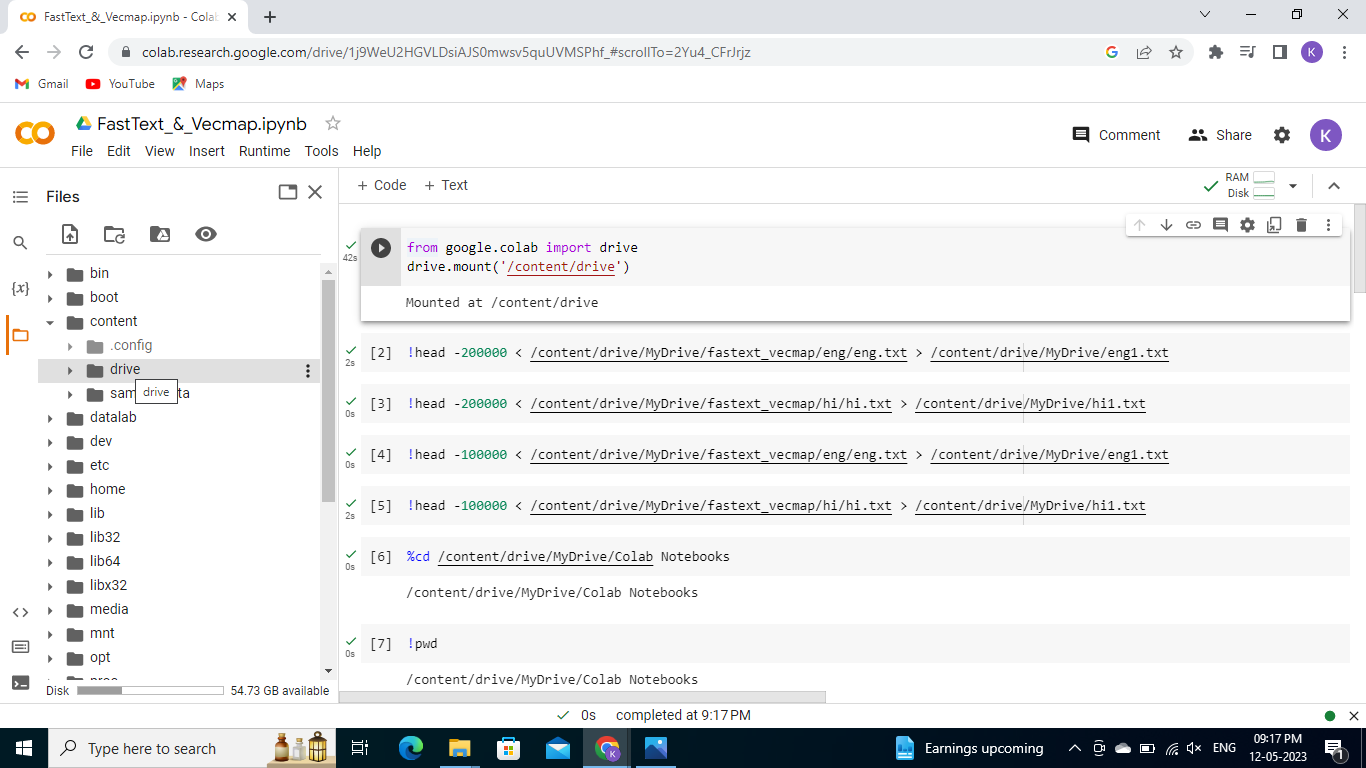 FastText_&_Vecmap.ipynb - Cola
colab.research.google.com/drive/1j9WeU2HGVLDsiAJS0mwsv5quUVMSPhf_#scrollTo=2Yu4_CFrJrjz
K
Gmail
YouTube
Maps
FastText_&_Vecmap.ipynb
File Edit View Insert Runtime Tools Help
Comment
Share
K
Files
+ Code + Text
RAM
Disk
bin
boot
content
.config
drive
drive
datalab
dev
etc
home
lib
lib32
lib64
libx32
media
mnt
opt
Disk
54.73 GB available
42s
from google.colab import drive
drive.mount('/content/drive')
Mounted at /content/drive
2s
[2] !head -200000 < /content/drive/MyDrive/fastext_vecmap/eng/eng.txt > /content/drive/MyDrive/eng1.txt
0s
[3] !head -200000 < /content/drive/MyDrive/fastext_vecmap/hi/hi.txt > /content/drive/MyDrive/hi1.txt
0s
[4] !head -100000 < /content/drive/MyDrive/fastext_vecmap/eng/eng.txt > /content/drive/MyDrive/eng1.txt
2s
[5] !head -100000 < /content/drive/MyDrive/fastext_vecmap/hi/hi.txt > /content/drive/MyDrive/hi1.txt
0s
[6] %cd /content/drive/MyDrive/Colab Notebooks
/content/drive/MyDrive/Colab Notebooks
0s
[7] !pwd
/content/drive/MyDrive/Colab Notebooks
0s completed at 9:17 PM
Type here to search
K
Earnings upcoming
ENG
09:17 PM
12-05-2023
1